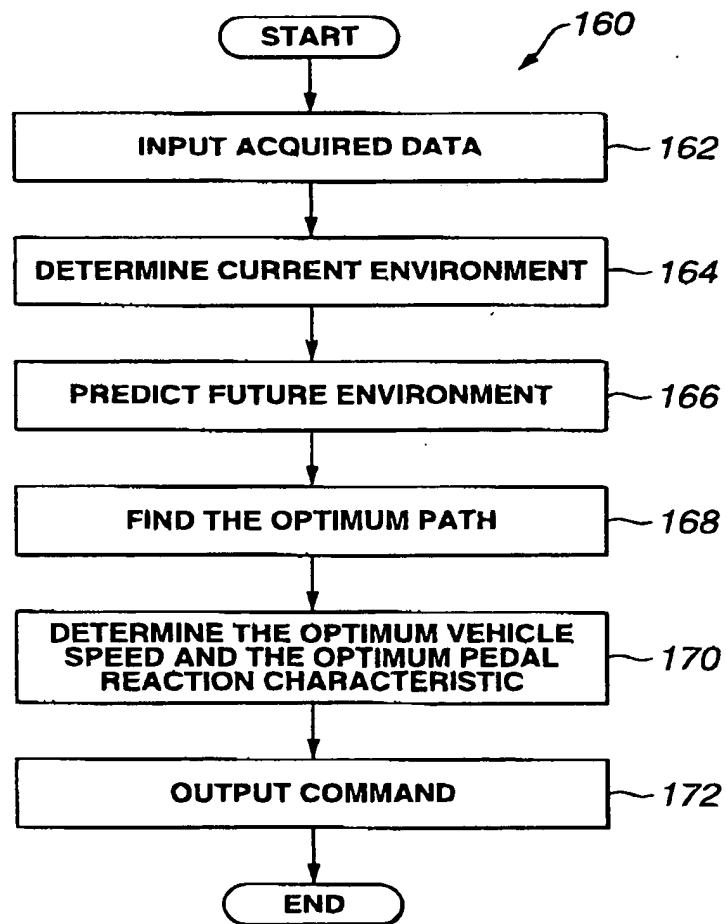 START
160
INPUT ACQUIRED DATA
162
DETERMINE CURRENT ENVIRONMENT
164
PREDICT FUTURE ENVIRONMENT
166
FIND THE OPTIMUM PATH
168
DETERMINE THE OPTIMUM VEHICLE
SPEED AND THE OPTIMUM PEDAL
REACTION CHARACTERISTIC
170
OUTPUT COMMAND
172
END